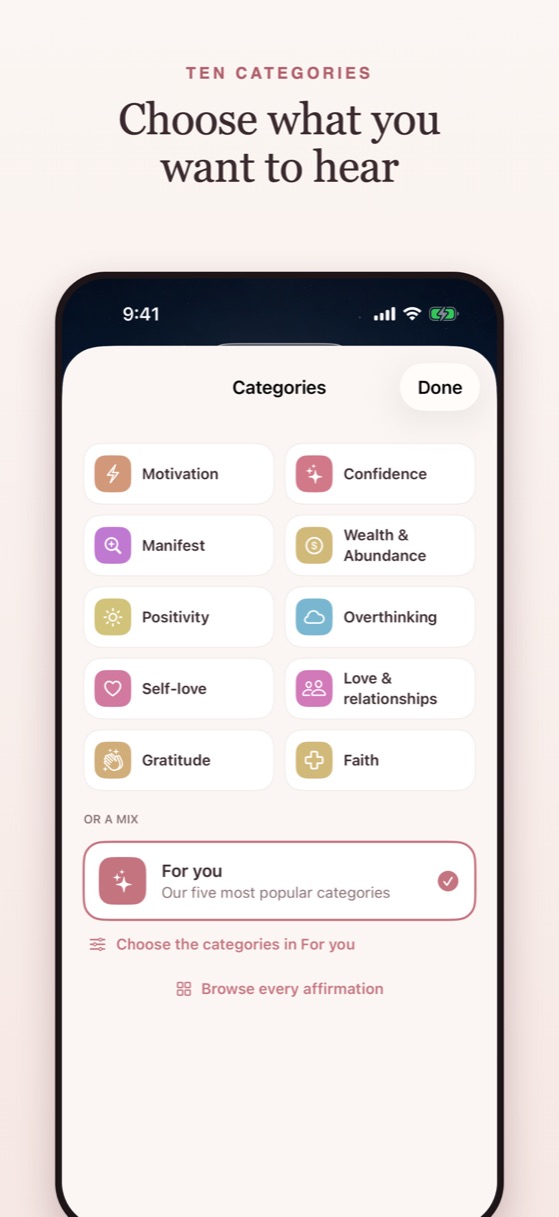 TEN CATEGORIES
Choose what you
want to hear
9:41
Categories
Done
Motivation
Confidence
Manifest
Wealth &
Abundance
Positivity
Overthinking
Self-love
Love &
relationships
Gratitude
Faith
OR A MIX
For you
Our five most popular categories
Choose the categories in For you
Browse every affirmation